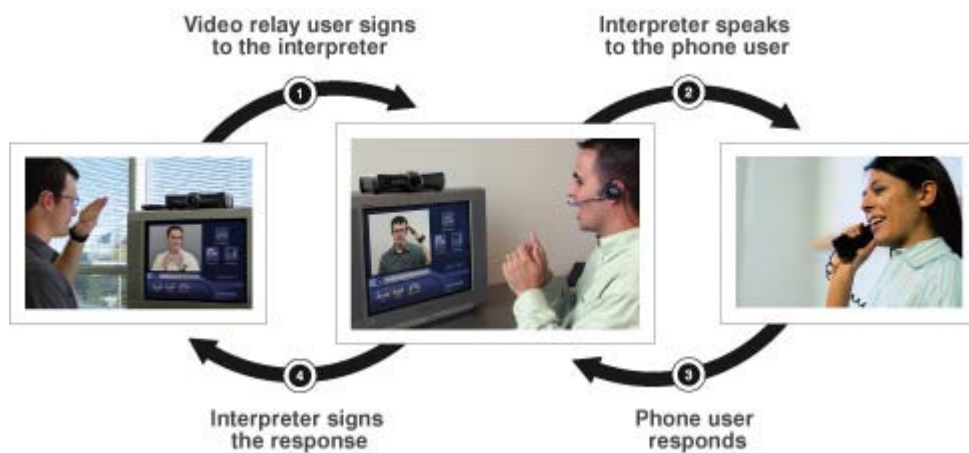 Video relay user signs
to the interpreter
1
Interpreter speaks
to the phone user
2
3
Phone user
responds
4
Interpreter signs
the response